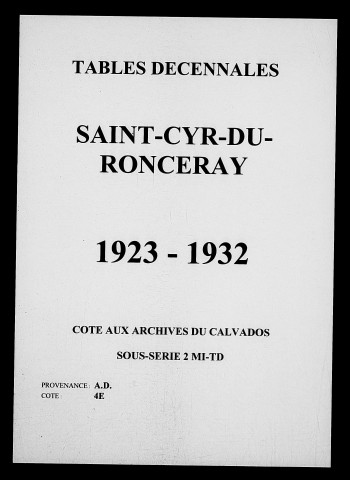 TABLES DECENNALES
SAINT-CYR-DU-
RONCERAY
1923 - 1932
COTE AUX ARCHIVES DU CALVADOS
SOUS-SERIE 2 MI-TD
PROVENANCE: A.D.
COTE: 4E